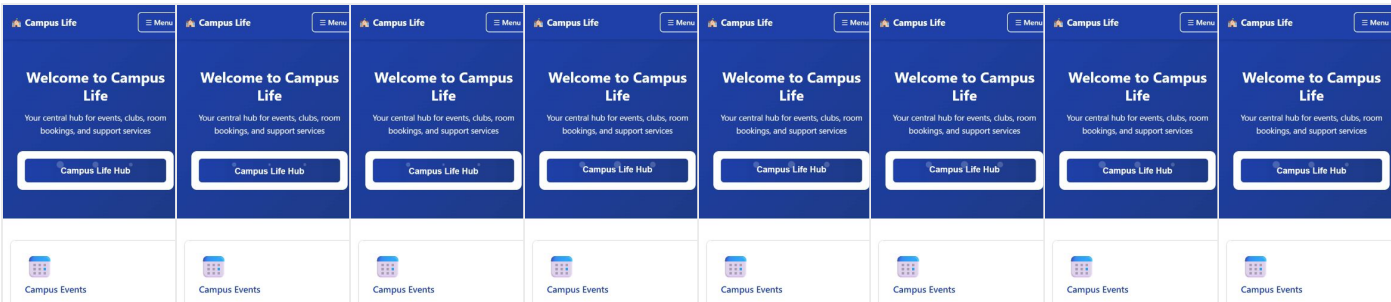 Campus Life ☰ Menu
Welcome to Campus
Life
Your central hub for events, clubs, room
bookings, and support services
Campus Life Hub
Campus Events
Campus Life ☰ Menu
Welcome to Campus
Life
Your central hub for events, clubs, room
bookings, and support services
Campus Life Hub
Campus Events
Campus Life ☰ Menu
Welcome to Campus
Life
Your central hub for events, clubs, room
bookings, and support services
Campus Life Hub
Campus Events
Campus Life ☰ Menu
Welcome to Campus
Life
Your central hub for events, clubs, room
bookings, and support services
Campus Life Hub
Campus Events
Campus Life ☰ Menu
Welcome to Campus
Life
Your central hub for events, clubs, room
bookings, and support services
Campus Life Hub
Campus Events
Campus Life ☰ Menu
Welcome to Campus
Life
Your central hub for events, clubs, room
bookings, and support services
Campus Life Hub
Campus Events
Campus Life ☰ Menu
Welcome to Campus
Life
Your central hub for events, clubs, room
bookings, and support services
Campus Life Hub
Campus Events
Campus Life ☰ Menu
Welcome to Campus
Life
Your central hub for events, clubs, room
bookings, and support services
Campus Life Hub
Campus Events